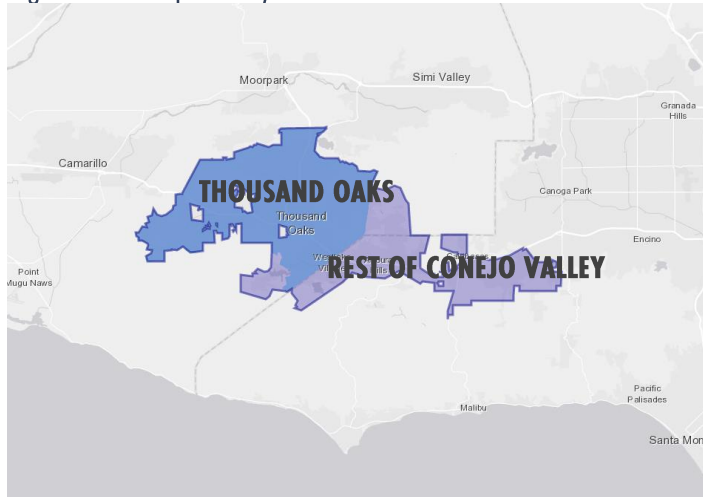 Moorpark
Simi Valley
Granada
Hills
Camarillo
THOUSAND OAKS
Canoga Park
Thousand
Oaks
Encino
REST OF CONEJO VALLEY
Point
Mugu Naws
Pacific
Palisades
Malibu
Santa Mon